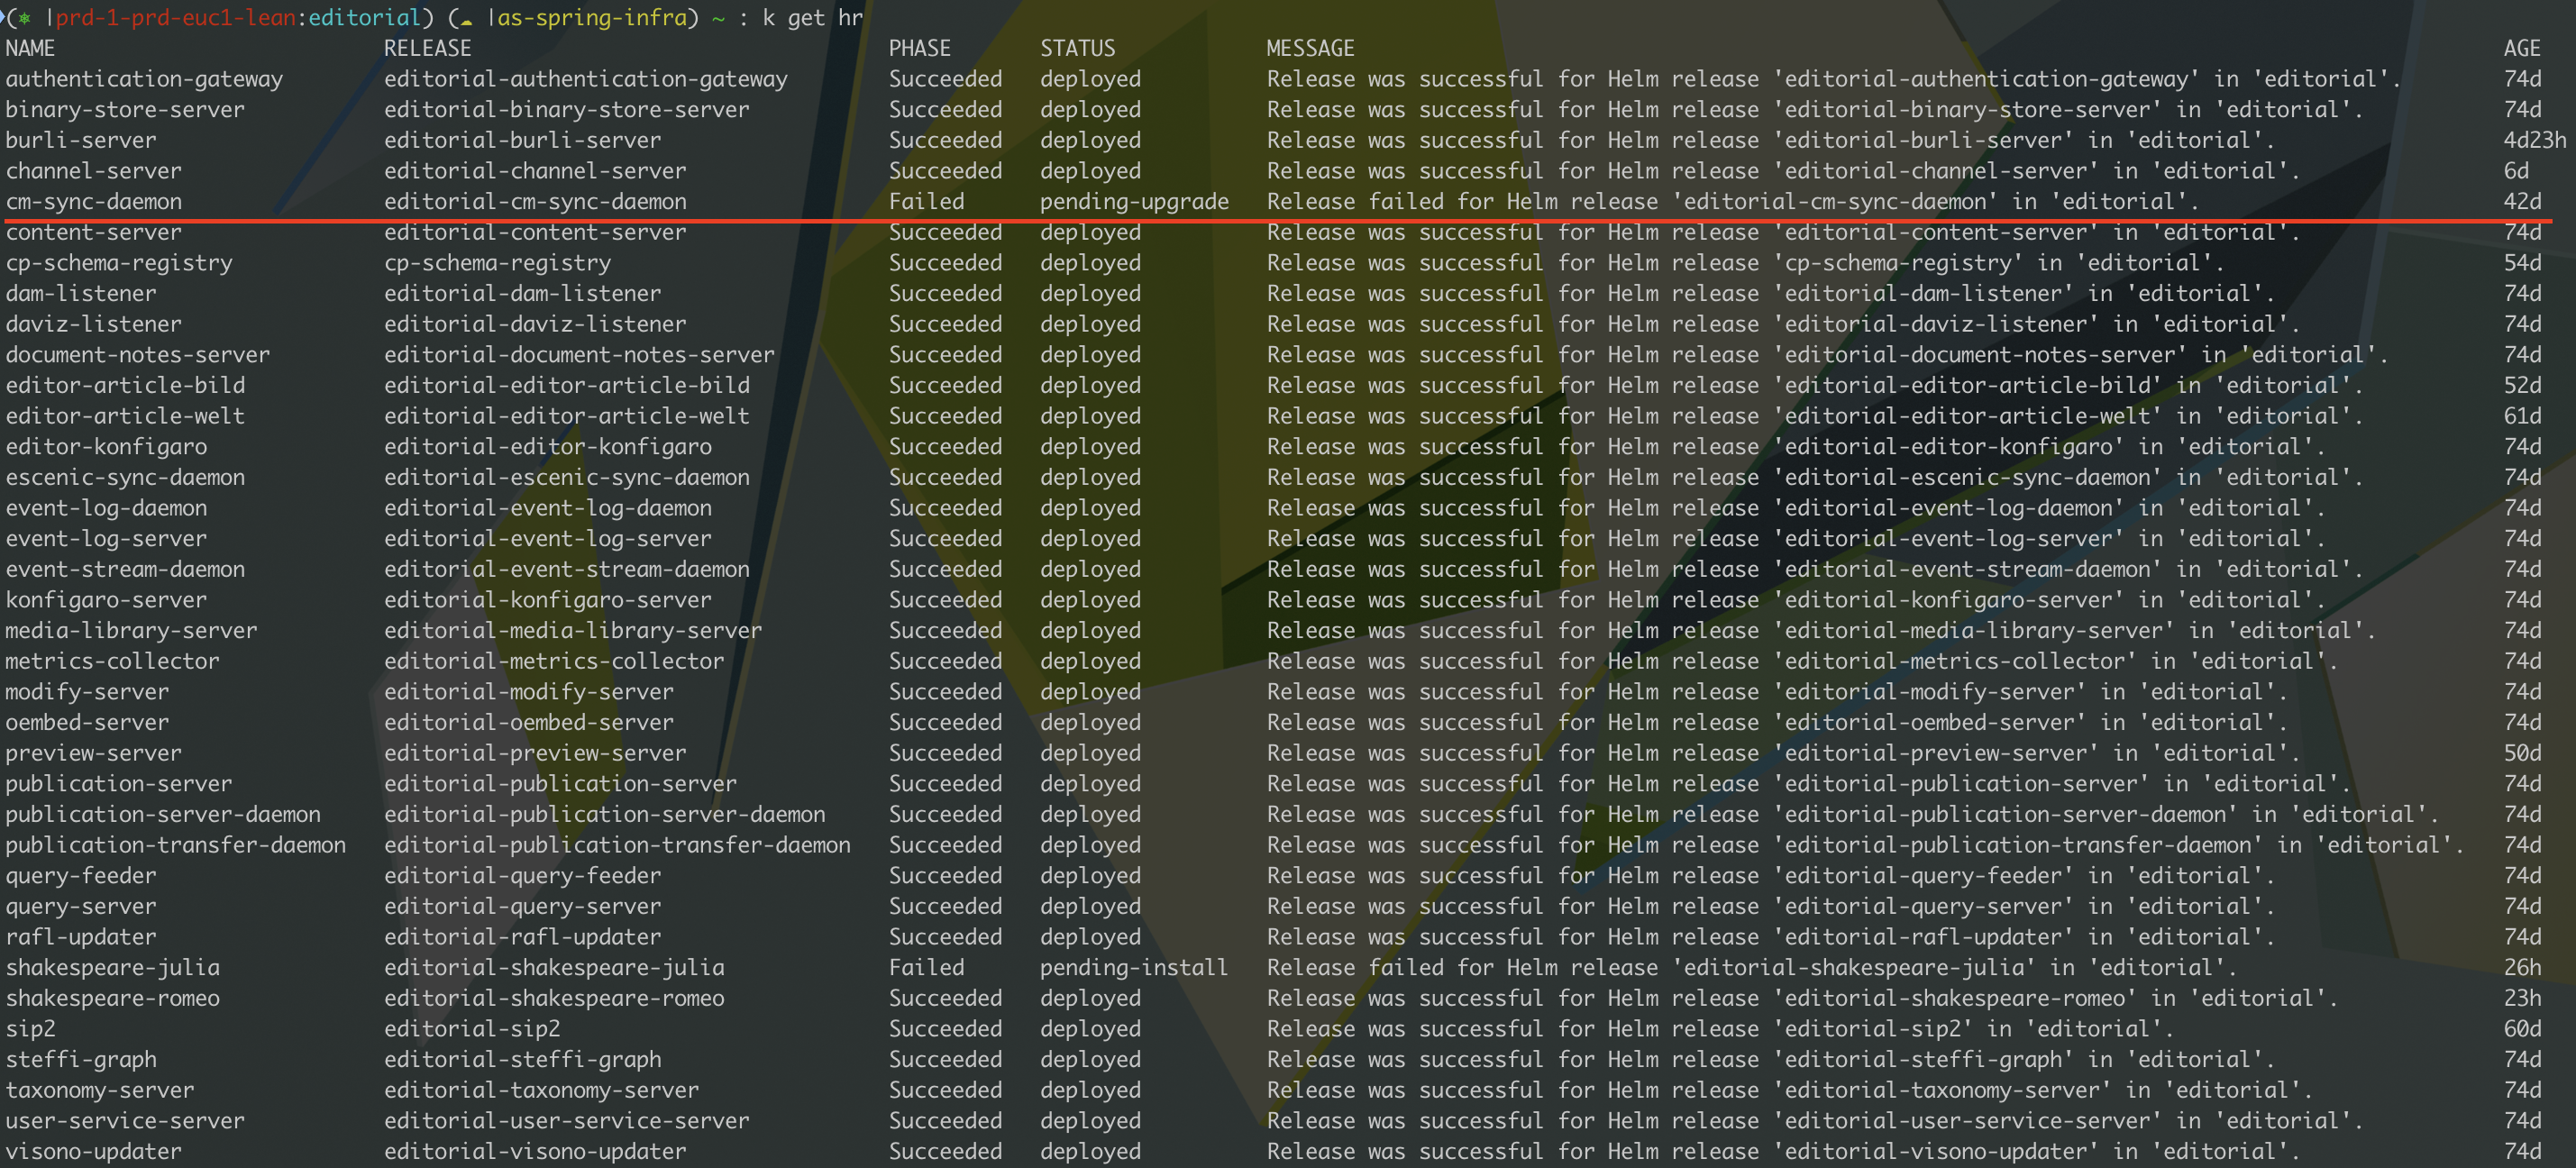 (⎈ |prd-1-prd-euc1-lean:editorial) (☁ |as-spring-infra) ~ : k get hr
NAME RELEASE PHASE STATUS MESSAGE AGE
authentication-gateway editorial-authentication-gateway Succeeded deployed Release was successful for Helm release 'editorial-authentication-gateway' in 'editorial'. 74d
binary-store-server editorial-binary-store-server Succeeded deployed Release was successful for Helm release 'editorial-binary-store-server' in 'editorial'. 74d
burli-server editorial-burli-server Succeeded deployed Release was successful for Helm release 'editorial-burli-server' in 'editorial'. 4d23h
channel-server editorial-channel-server Succeeded deployed Release was successful for Helm release 'editorial-channel-server' in 'editorial'. 6d
cm-sync-daemon editorial-cm-sync-daemon Failed pending-upgrade Release failed for Helm release 'editorial-cm-sync-daemon' in 'editorial'. 42d
content-server editorial-content-server Succeeded deployed Release was successful for Helm release 'editorial-content-server' in 'editorial'. 74d
cp-schema-registry cp-schema-registry Succeeded deployed Release was successful for Helm release 'cp-schema-registry' in 'editorial'. 54d
dam-listener editorial-dam-listener Succeeded deployed Release was successful for Helm release 'editorial-dam-listener' in 'editorial'. 74d
daviz-listener editorial-daviz-listener Succeeded deployed Release was successful for Helm release 'editorial-daviz-listener' in 'editorial'. 74d
document-notes-server editorial-document-notes-server Succeeded deployed Release was successful for Helm release 'editorial-document-notes-server' in 'editorial'. 74d
editor-article-bild editorial-editor-article-bild Succeeded deployed Release was successful for Helm release 'editorial-editor-article-bild' in 'editorial'. 52d
editor-article-welt editorial-editor-article-welt Succeeded deployed Release was successful for Helm release 'editorial-editor-article-welt' in 'editorial'. 61d
editor-konfigaro editorial-editor-konfigaro Succeeded deployed Release was successful for Helm release 'editorial-editor-konfigaro' in 'editorial'. 74d
escenic-sync-daemon editorial-escenic-sync-daemon Succeeded deployed Release was successful for Helm release 'editorial-escenic-sync-daemon' in 'editorial'. 74d
event-log-daemon editorial-event-log-daemon Succeeded deployed Release was successful for Helm release 'editorial-event-log-daemon' in 'editorial'. 74d
event-log-server editorial-event-log-server Succeeded deployed Release was successful for Helm release 'editorial-event-log-server' in 'editorial'. 74d
event-stream-daemon editorial-event-stream-daemon Succeeded deployed Release was successful for Helm release 'editorial-event-stream-daemon' in 'editorial'. 74d
konfigaro-server editorial-konfigaro-server Succeeded deployed Release was successful for Helm release 'editorial-konfigaro-server' in 'editorial'. 74d
media-library-server editorial-media-library-server Succeeded deployed Release was successful for Helm release 'editorial-media-library-server' in 'editorial'. 74d
metrics-collector editorial-metrics-collector Succeeded deployed Release was successful for Helm release 'editorial-metrics-collector' in 'editorial'. 74d
modify-server editorial-modify-server Succeeded deployed Release was successful for Helm release 'editorial-modify-server' in 'editorial'. 74d
oembed-server editorial-oembed-server Succeeded deployed Release was successful for Helm release 'editorial-oembed-server' in 'editorial'. 74d
preview-server editorial-preview-server Succeeded deployed Release was successful for Helm release 'editorial-preview-server' in 'editorial'. 50d
publication-server editorial-publication-server Succeeded deployed Release was successful for Helm release 'editorial-publication-server' in 'editorial'. 74d
publication-server-daemon editorial-publication-server-daemon Succeeded deployed Release was successful for Helm release 'editorial-publication-server-daemon' in 'editorial'. 74d
publication-transfer-daemon editorial-publication-transfer-daemon Succeeded deployed Release was successful for Helm release 'editorial-publication-transfer-daemon' in 'editorial'. 74d
query-feeder editorial-query-feeder Succeeded deployed Release was successful for Helm release 'editorial-query-feeder' in 'editorial'. 74d
query-server editorial-query-server Succeeded deployed Release was successful for Helm release 'editorial-query-server' in 'editorial'. 74d
rafl-updater editorial-rafl-updater Succeeded deployed Release was successful for Helm release 'editorial-rafl-updater' in 'editorial'. 74d
shakespeare-julia editorial-shakespeare-julia Failed pending-install Release failed for Helm release 'editorial-shakespeare-julia' in 'editorial'. 26h
shakespeare-romeo editorial-shakespeare-romeo Succeeded deployed Release was successful for Helm release 'editorial-shakespeare-romeo' in 'editorial'. 23h
sip2 editorial-sip2 Succeeded deployed Release was successful for Helm release 'editorial-sip2' in 'editorial'. 60d
steffi-graph editorial-steffi-graph Succeeded deployed Release was successful for Helm release 'editorial-steffi-graph' in 'editorial'. 74d
taxonomy-server editorial-taxonomy-server Succeeded deployed Release was successful for Helm release 'editorial-taxonomy-server' in 'editorial'. 74d
user-service-server editorial-user-service-server Succeeded deployed Release was successful for Helm release 'editorial-user-service-server' in 'editorial'. 74d
visono-updater editorial-visono-updater Succeeded deployed Release was successful for Helm release 'editorial-visono-updater' in 'editorial'. 74d